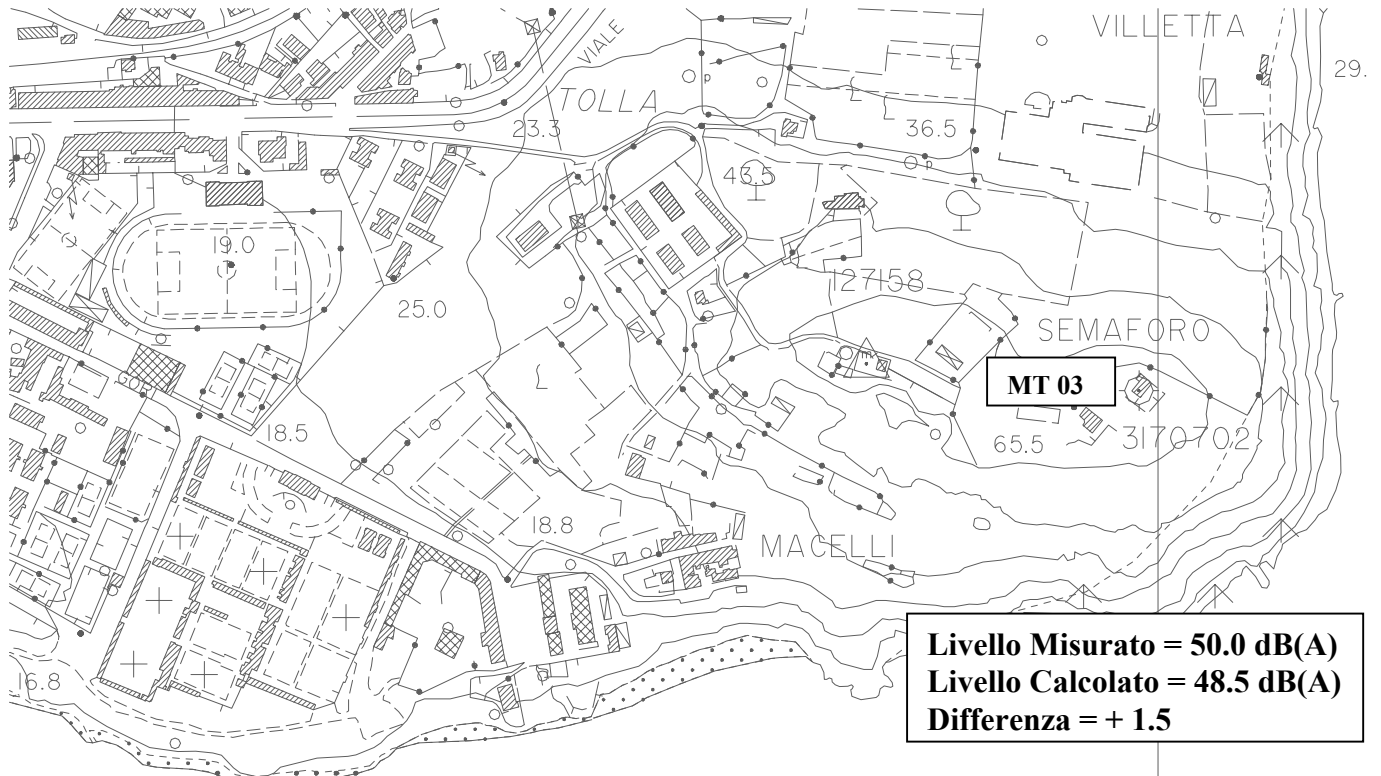 VILLETTA
29.
VIALE
TOLLA
23.3
p
36.5
p
43.5
19.0
127158
25.0
SEMAFORO
MT 03
18.5
65.5
3170702
18.8
MACELLI
16.8
Livello Misurato = 50.0 dB(A)
Livello Calcolato = 48.5 dB(A)
Differenza = + 1.5